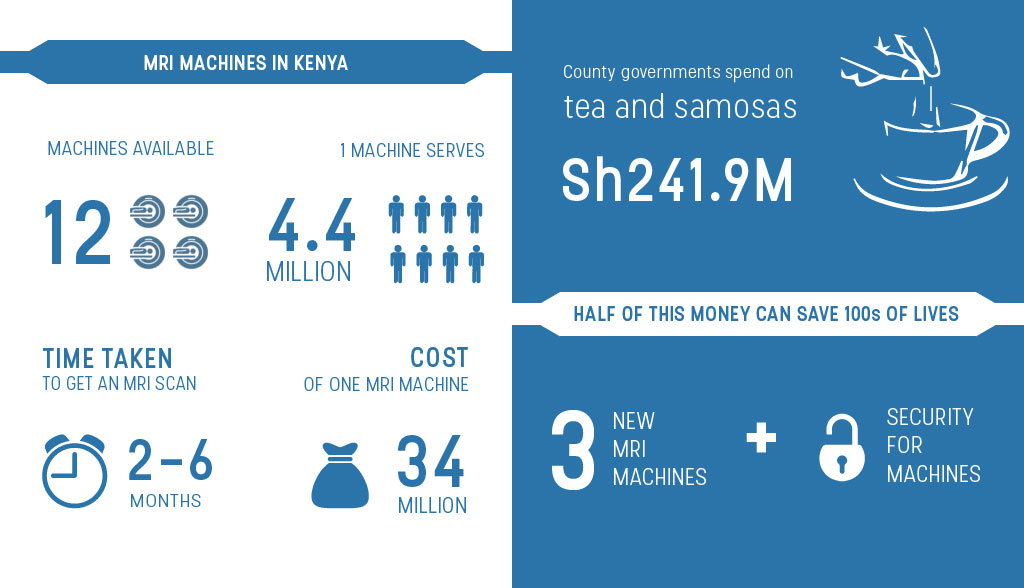 MRI MACHINES IN KENYA
MACHINES AVAILABLE
12
1 MACHINE SERVES
4.4
MILLION
TIME TAKEN
TO GET AN MRI SCAN
2-6
MONTHS
COST
OF ONE MRI MACHINE
34
MILLION
County governments spend on
tea and samosas
Sh241.9M
HALF OF THIS MONEY CAN SAVE 100s OF LIVES
3
NEW
MRI
MACHINES
+
SECURITY
FOR
MACHINES